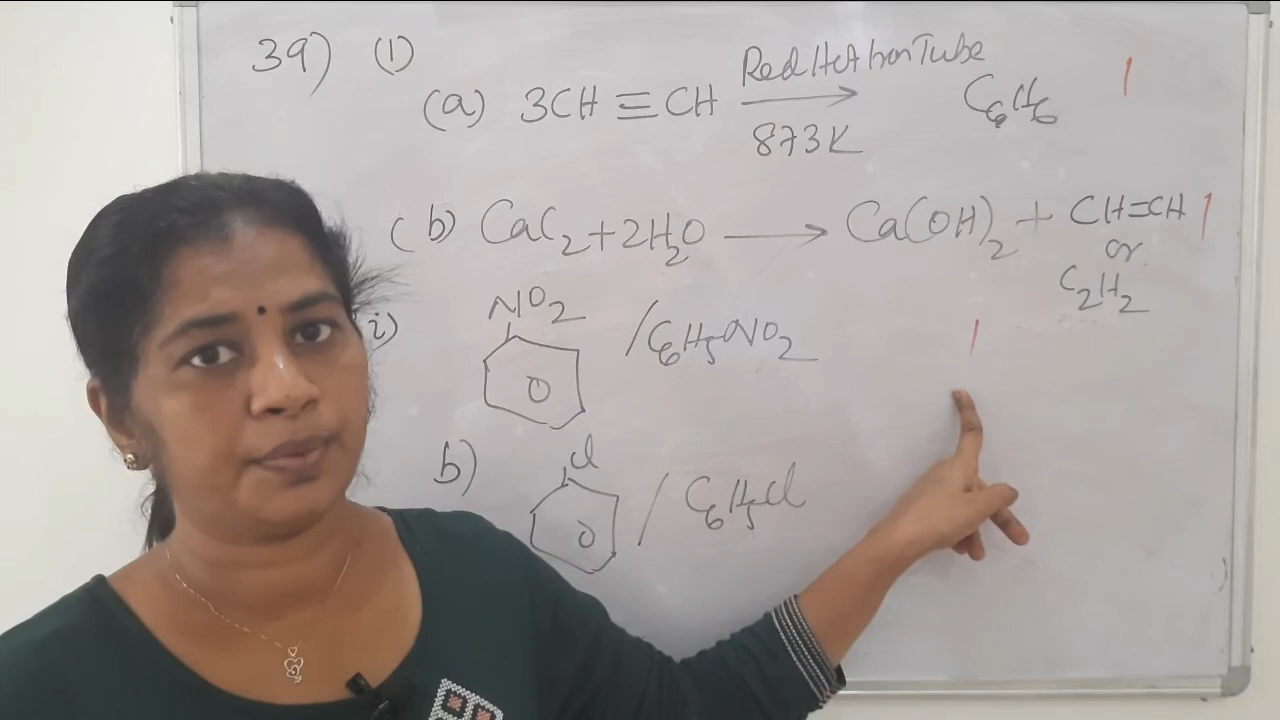 39) (1)
(a) 3CH ≡ CH Red Hot Iron Tube → 873K C6H6 1
(b) CaC2 + 2H2O → Ca(OH)2 + CH=CH 1
or
C2H2
i) NO2 / C6H5NO2 1
b) Cl / C6H5Cl